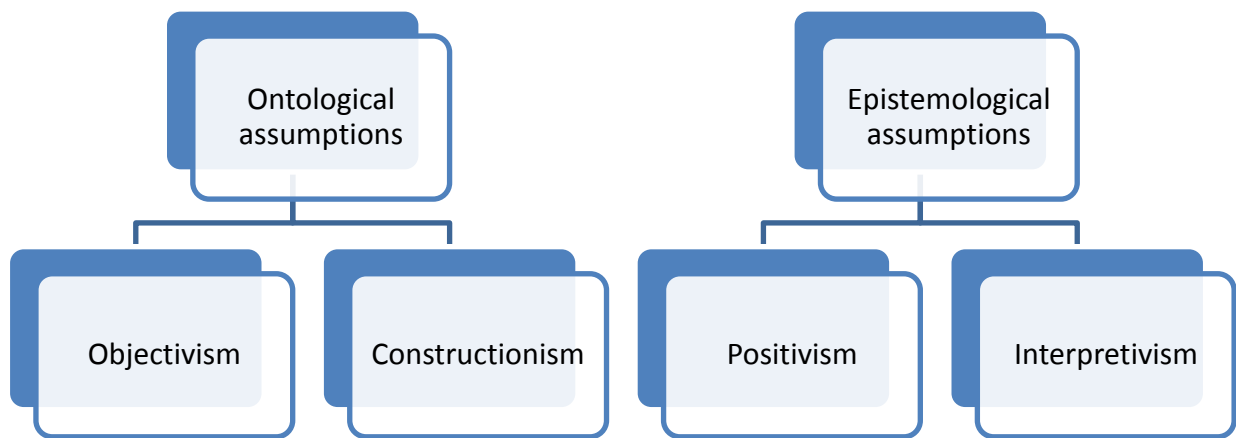 Ontological
assumptions
Epistemological
assumptions
Objectivism
Constructionism
Positivism
Interpretivism